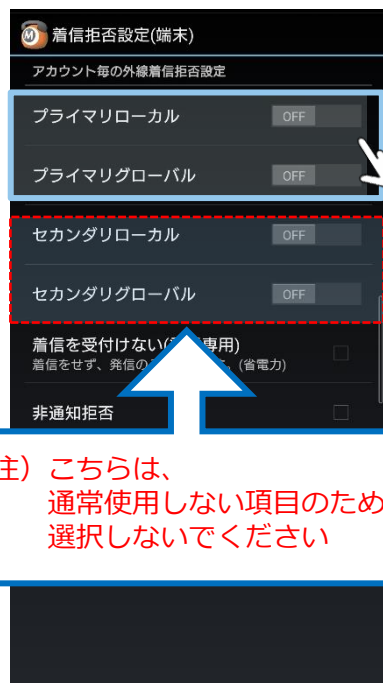 着信拒否設定(端末)
アカウント毎の外線着信拒否設定
プライマリローカル OFF
プライマリグローバル OFF
セカンダリローカル OFF
セカンダリグローバル OFF
着信を受付けない( 専用)
着信をせず、発信の (省電力)
非通知拒否
注）こちらは、
通常使用しない項目のため
選択しないでください